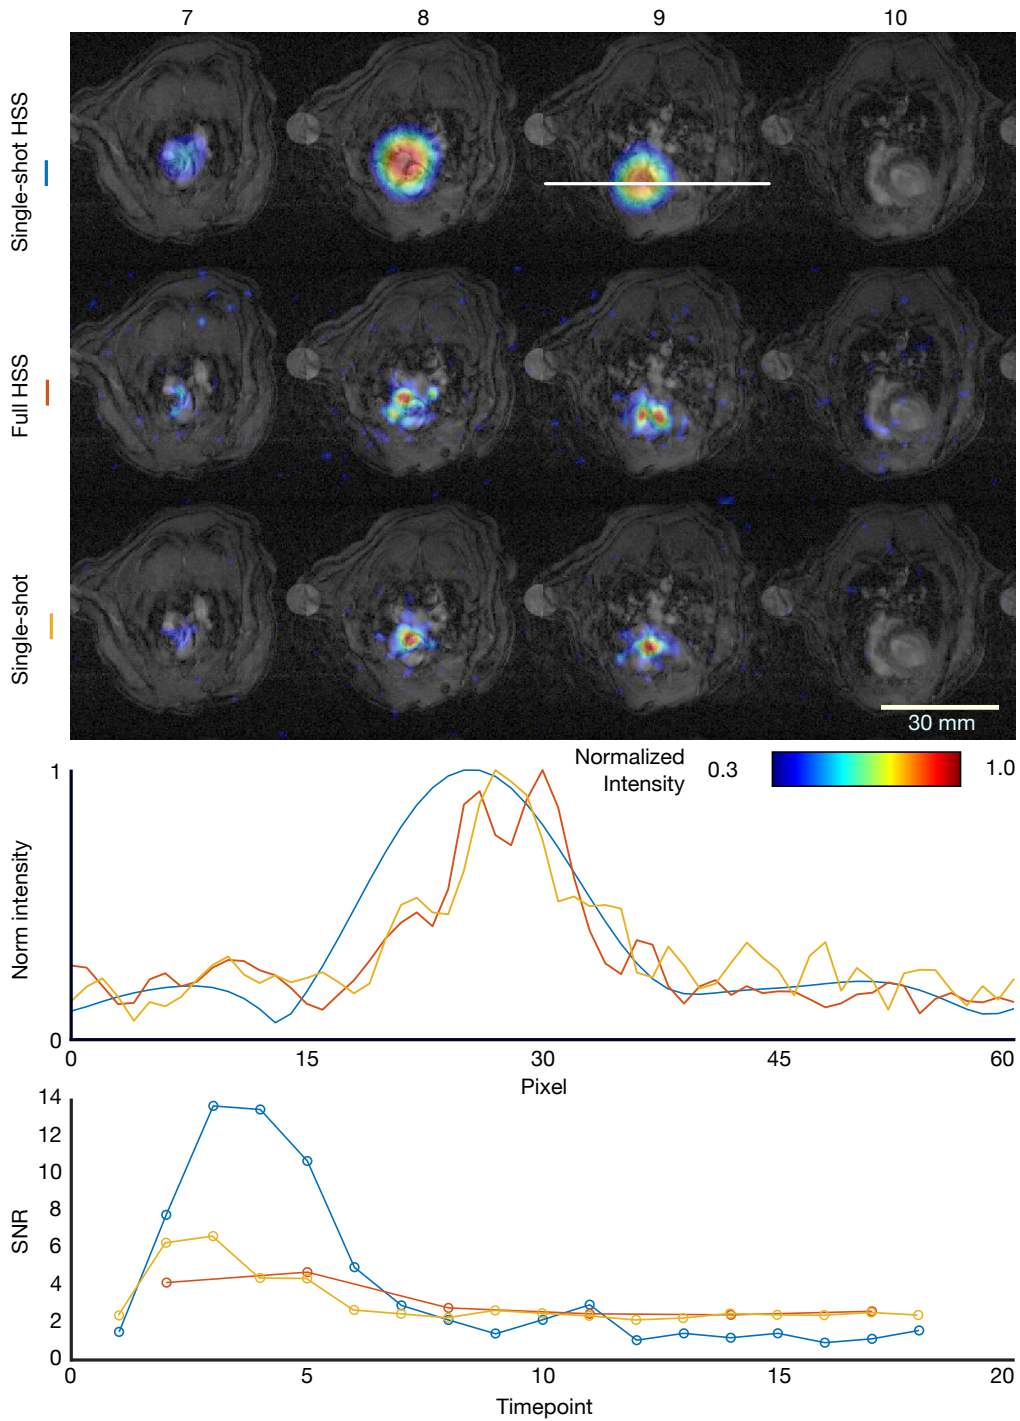 7 8 9 10
Single-shot HSS
Full HSS
Single-shot
30 mm
Normalized
Intensity
0.3
1.0
1
Norm intensity
0
0 15 30 45 60
Pixel
14
12
10
8
6
4
2
0
SNR
0 5 10 15 20
Timepoint